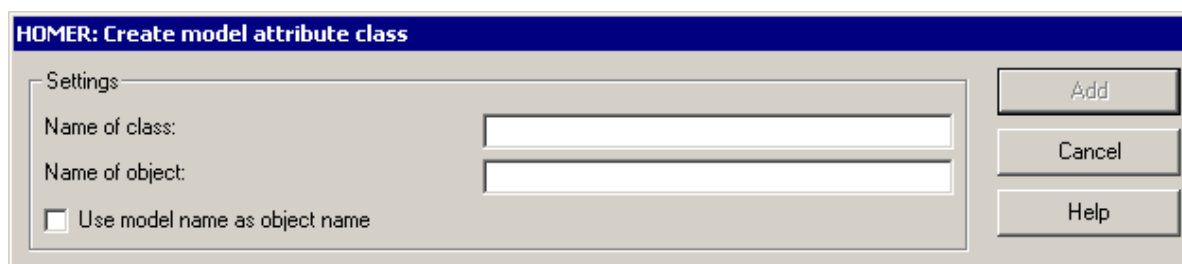 HOMER: Create model attribute class
Settings
Name of class:
Name of object:
Use model name as object name
Add
Cancel
Help